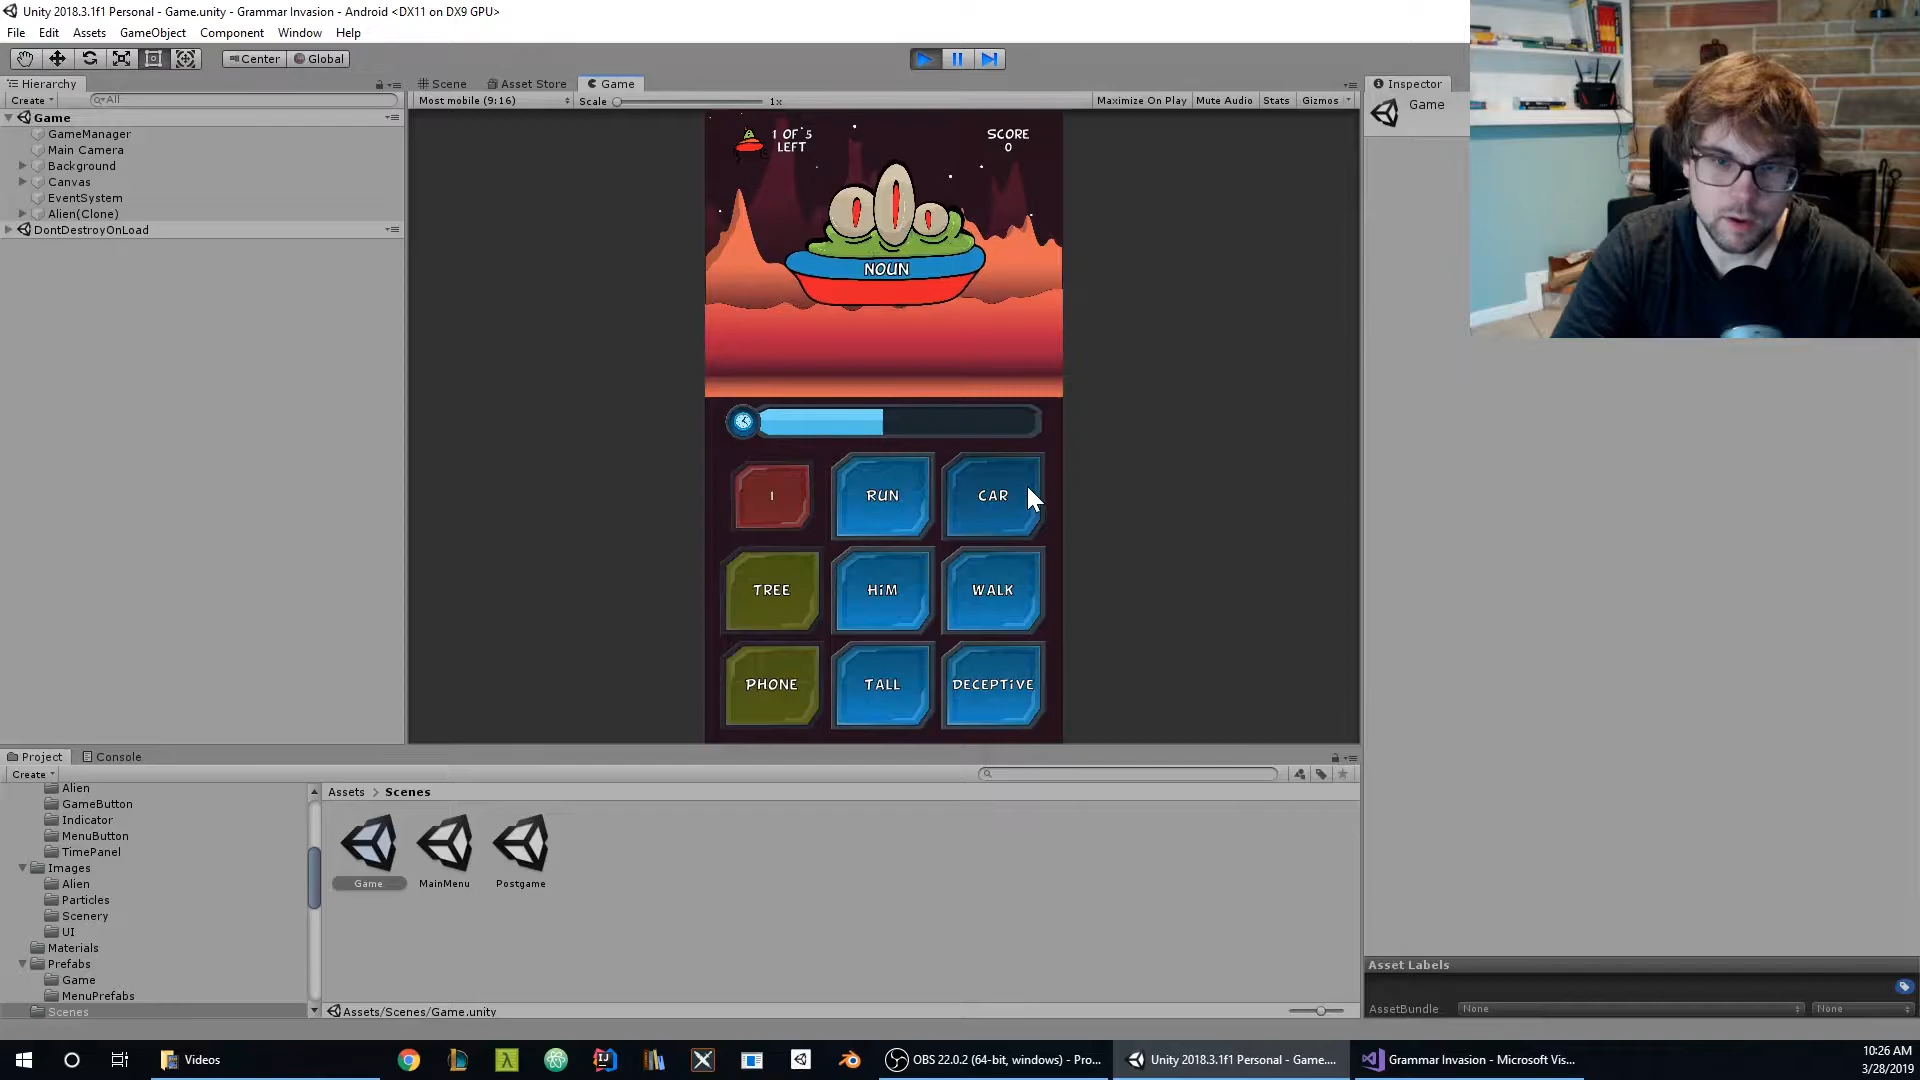 Unity 2018.3.1f1 Personal - Game.unity - Grammar Invasion - Android <DX11 on DX9 GPU>
File Edit Assets GameObject Component Window Help
Center Global
Hierarchy
Create All
Game
GameManager
Main Camera
Background
Canvas
EventSystem
Alien(Clone)
DontDestroyOnLoad
Scene Asset Store Game
Most mobile (9:16) Scale 1x Maximize On Play Mute Audio Stats Gizmos
1 OF 5
LEFT
SCORE
0
NOUN
I RUN CAR
TREE HIM WALK
PHONE TALL DECEPTIVE
Inspector
Game
Project Console
Create
Alien
GameButton
Indicator
MenuButton
TimePanel
Images
Alien
Particles
Scenery
UI
Materials
Prefabs
Game
MenuPrefabs
Scenes
Assets > Scenes
Game MainMenu Postgame
Assets/Scenes/Game.unity
Asset Labels
AssetBundle None None
Videos
OBS 22.0.2 (64-bit, windows) - Pro...
Unity 2018.3.1f1 Personal - Game....
Grammar Invasion - Microsoft Vis...
10:26 AM
3/28/2019